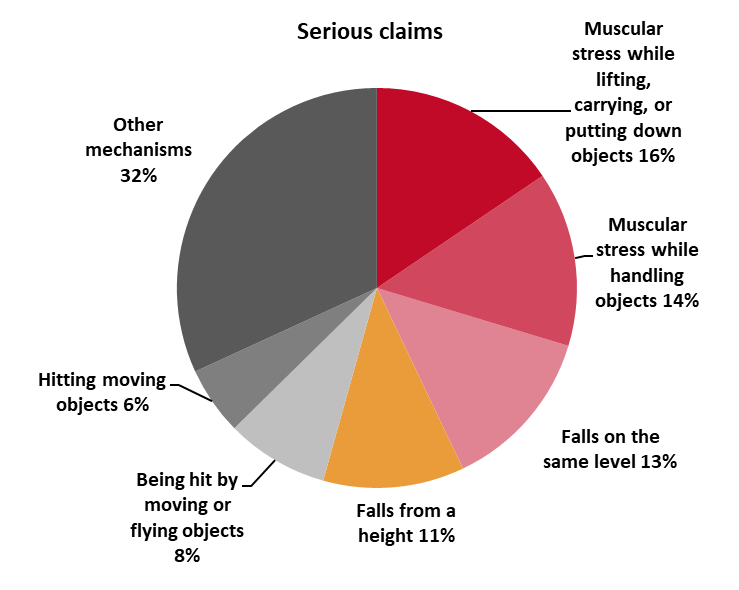 Serious claims
Muscular
stress while
lifting,
carrying, or
putting down
objects 16%
Muscular
stress while
handling
objects 14%
Falls on the
same level 13%
Falls from a
height 11%
Being hit by
moving or
flying objects
8%
Hitting moving
objects 6%
Other
mechanisms
32%